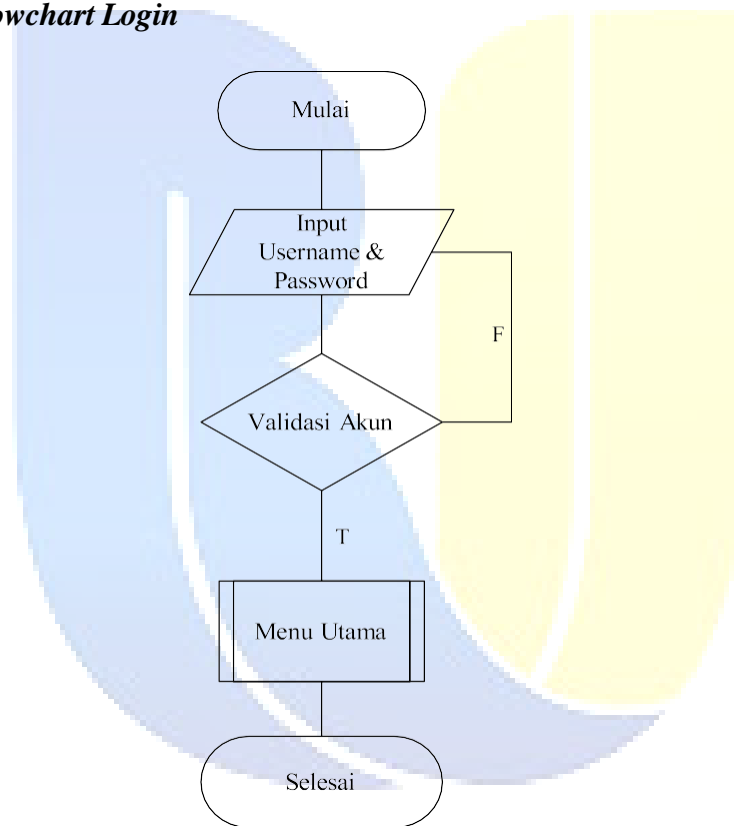 owchart Login
Mulai
Input
Username &
Password
F
Validasi Akun
T
Menu Utama
Selesai